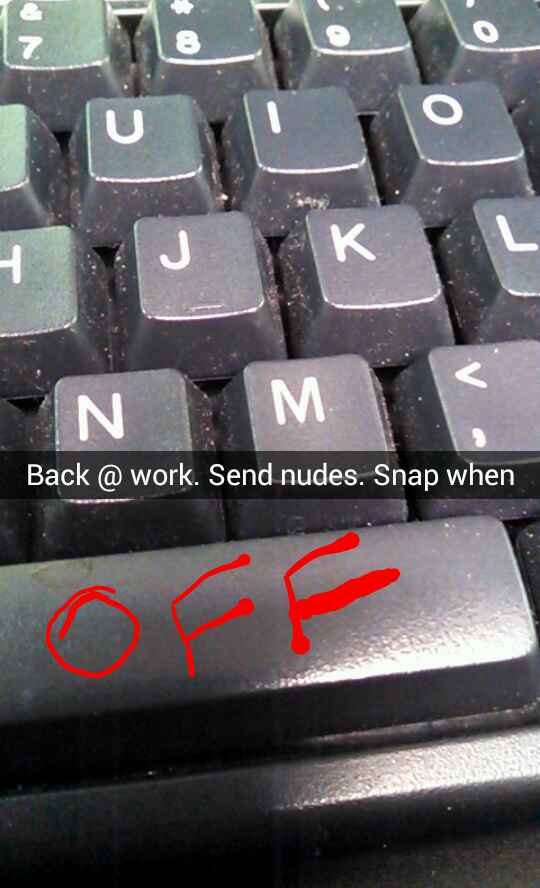 & * ( )
7 8 9 0
U I O
H J K L
N M <
,
Back @ work. Send nudes. Snap when
OFF